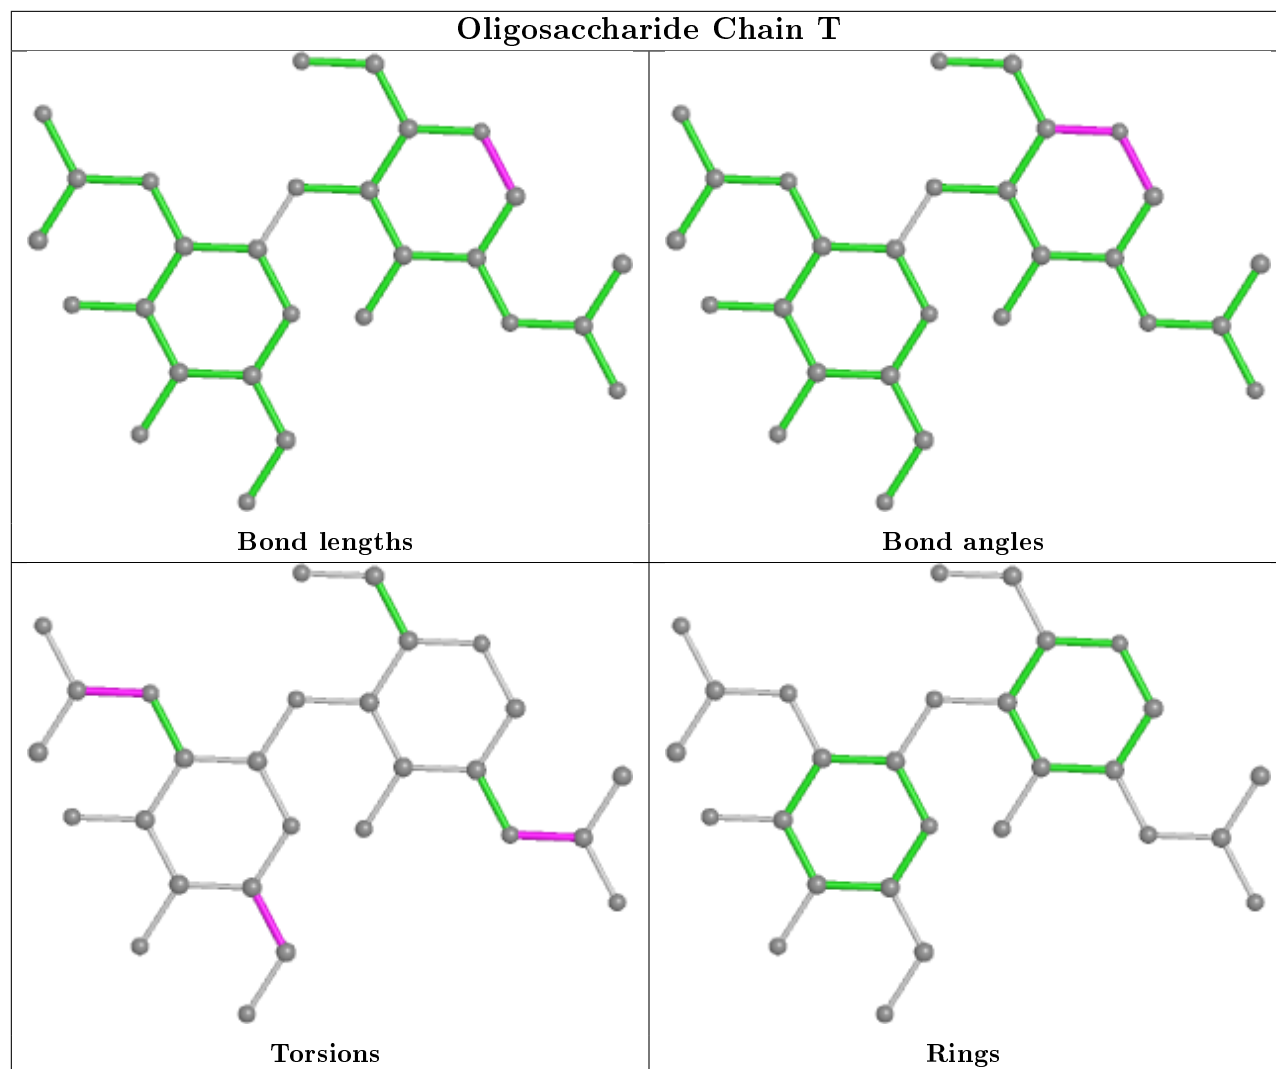 Oligosaccharide Chain T
Bond lengths
Bond angles
Torsions
Rings